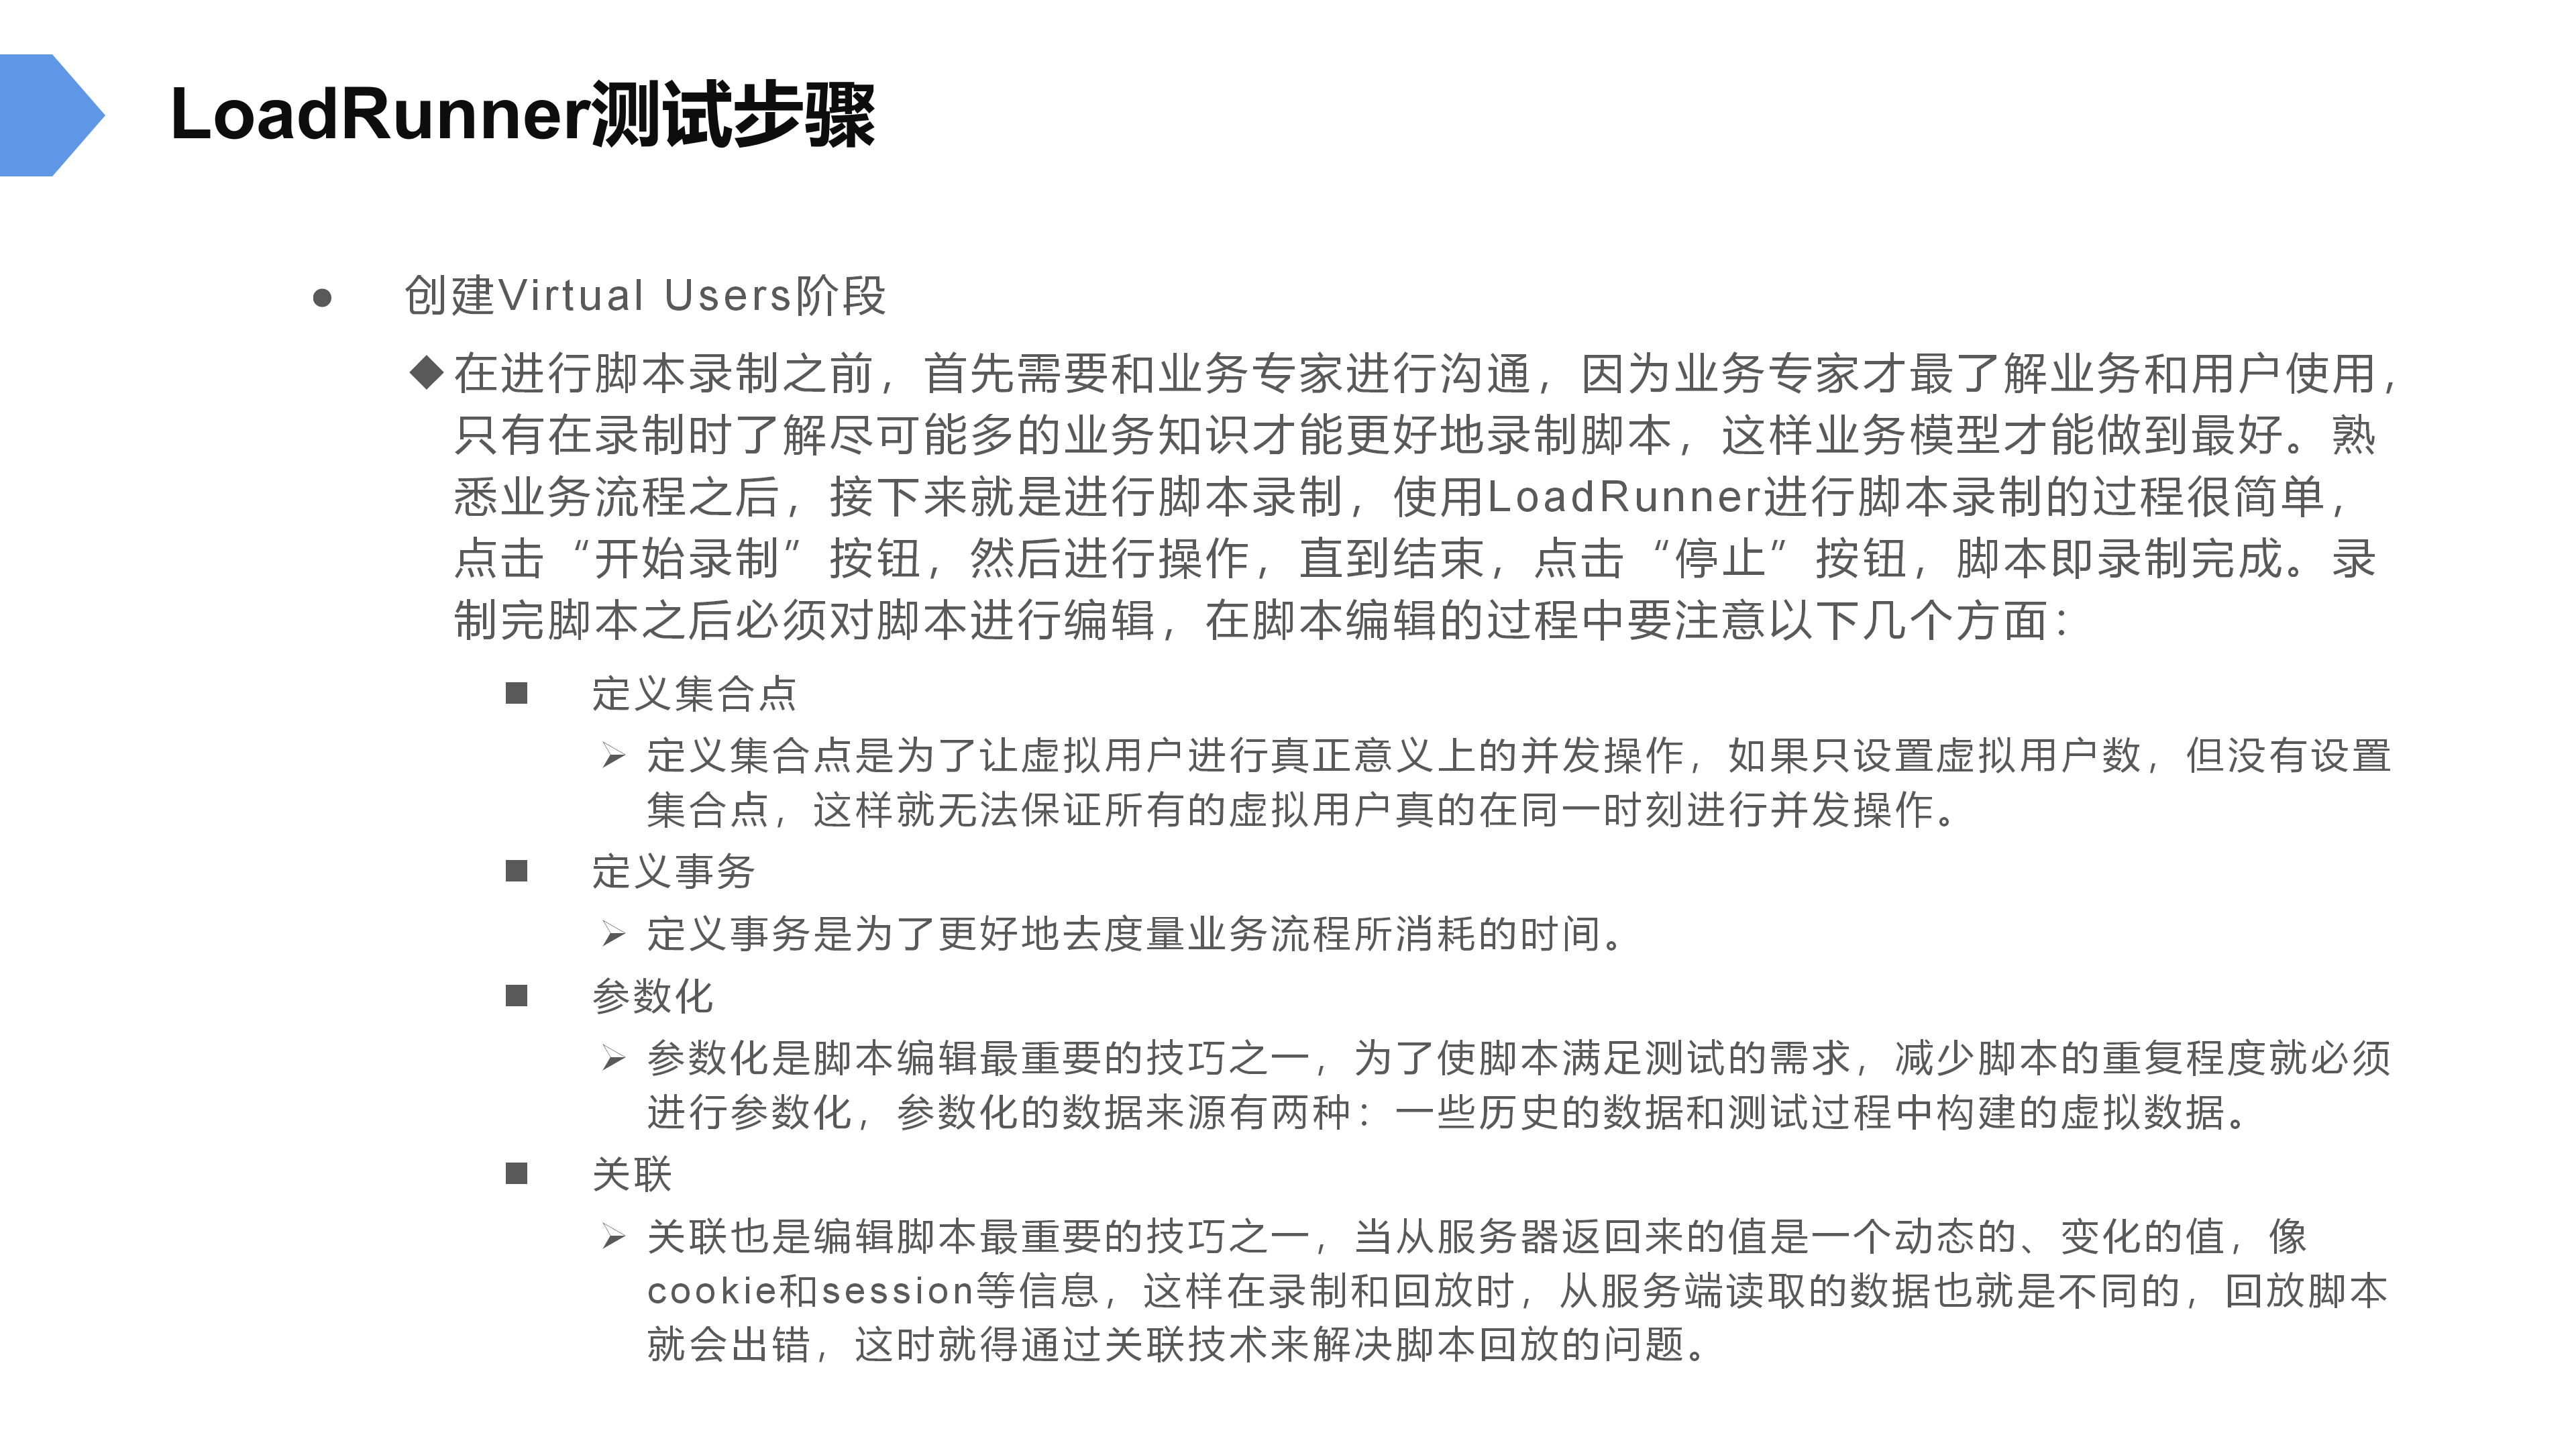 LoadRunner测试步骤
● 创建Virtual Users阶段
◆在进行脚本录制之前，首先需要和业务专家进行沟通，因为业务专家才最了解业务和用户使用，
只有在录制时了解尽可能多的业务知识才能更好地录制脚本，这样业务模型才能做到最好。熟
悉业务流程之后，接下来就是进行脚本录制，使用LoadRunner进行脚本录制的过程很简单，
点击“开始录制”按钮，然后进行操作，直到结束，点击“停止”按钮，脚本即录制完成。录
制完脚本之后必须对脚本进行编辑，在脚本编辑的过程中要注意以下几个方面：
■ 定义集合点
➢ 定义集合点是为了让虚拟用户进行真正意义上的并发操作，如果只设置虚拟用户数，但没有设置
集合点，这样就无法保证所有的虚拟用户真的在同一时刻进行并发操作。
■ 定义事务
➢ 定义事务是为了更好地去度量业务流程所消耗的时间。
■ 参数化
➢ 参数化是脚本编辑最重要的技巧之一，为了使脚本满足测试的需求，减少脚本的重复程度就必须
进行参数化，参数化的数据来源有两种：一些历史的数据和测试过程中构建的虚拟数据。
■ 关联
➢ 关联也是编辑脚本最重要的技巧之一，当从服务器返回来的值是一个动态的、变化的值，像
cookie和session等信息，这样在录制和回放时，从服务端读取的数据也就是不同的，回放脚本
就会出错，这时就得通过关联技术来解决脚本回放的问题。